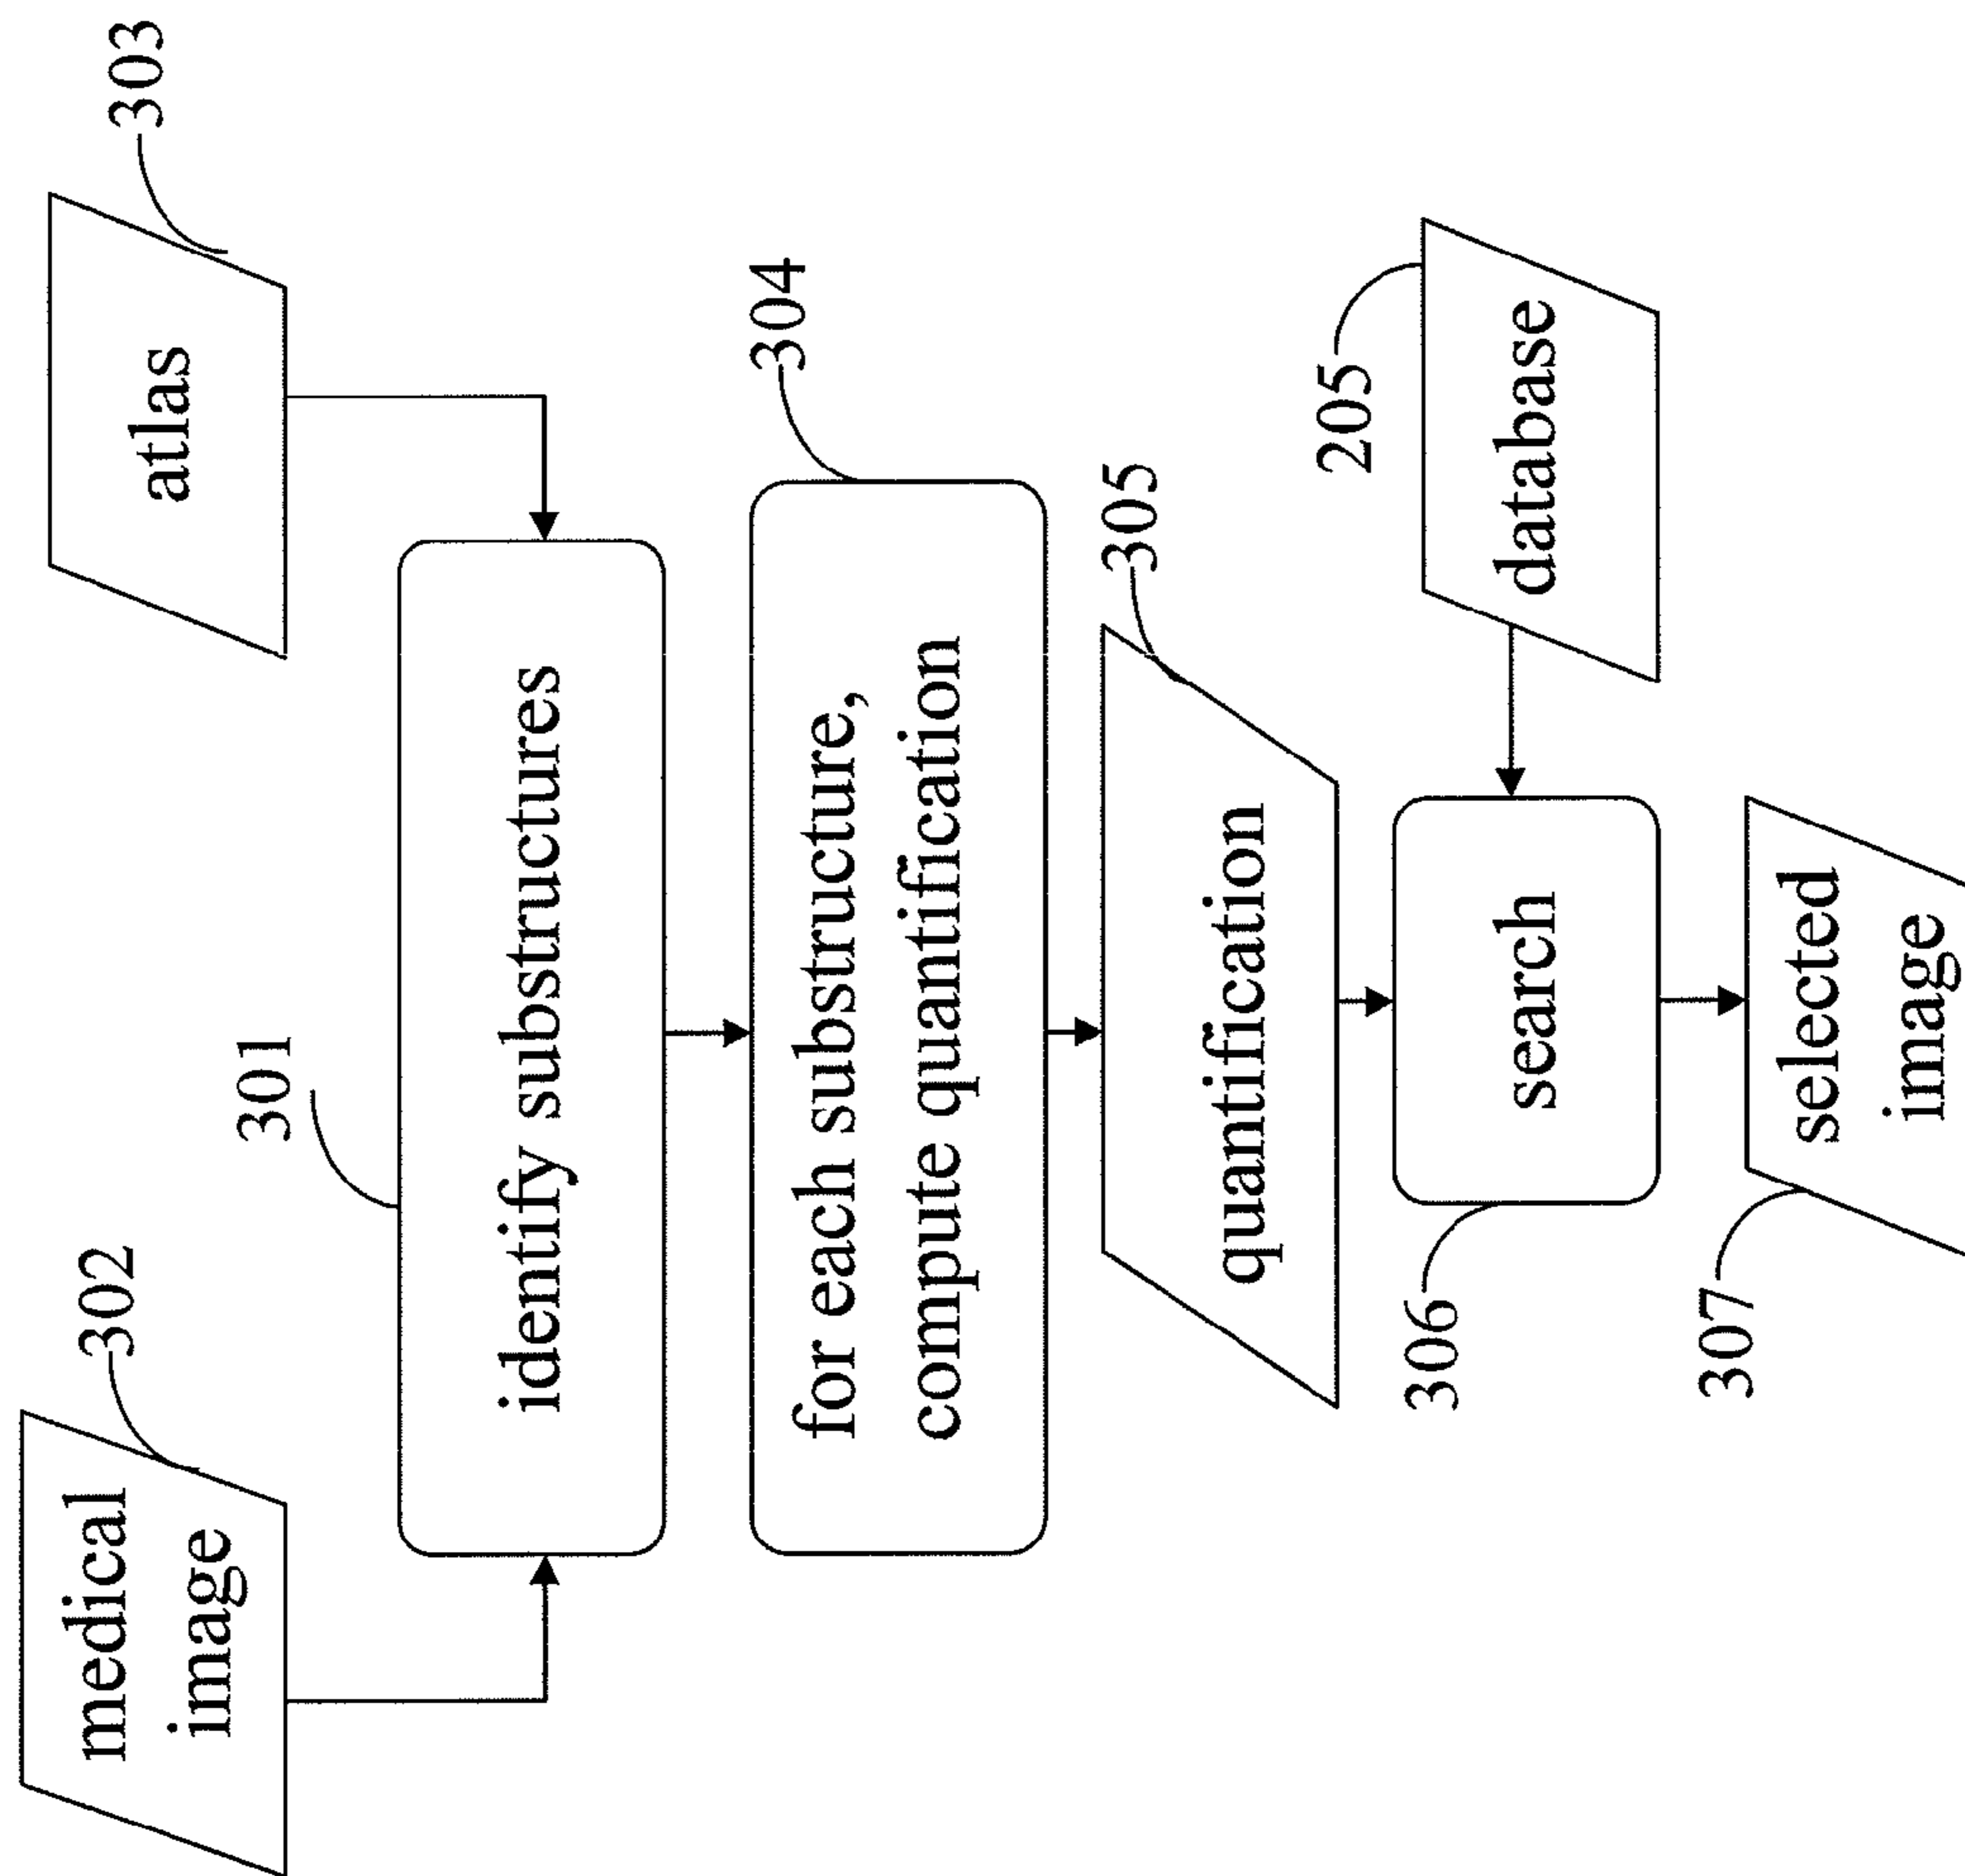 302
medical
image
303
atlas
301
identify substructures
304
for each substructure,
compute quantification
305
quantification
205
database
306
search
307
selected
image